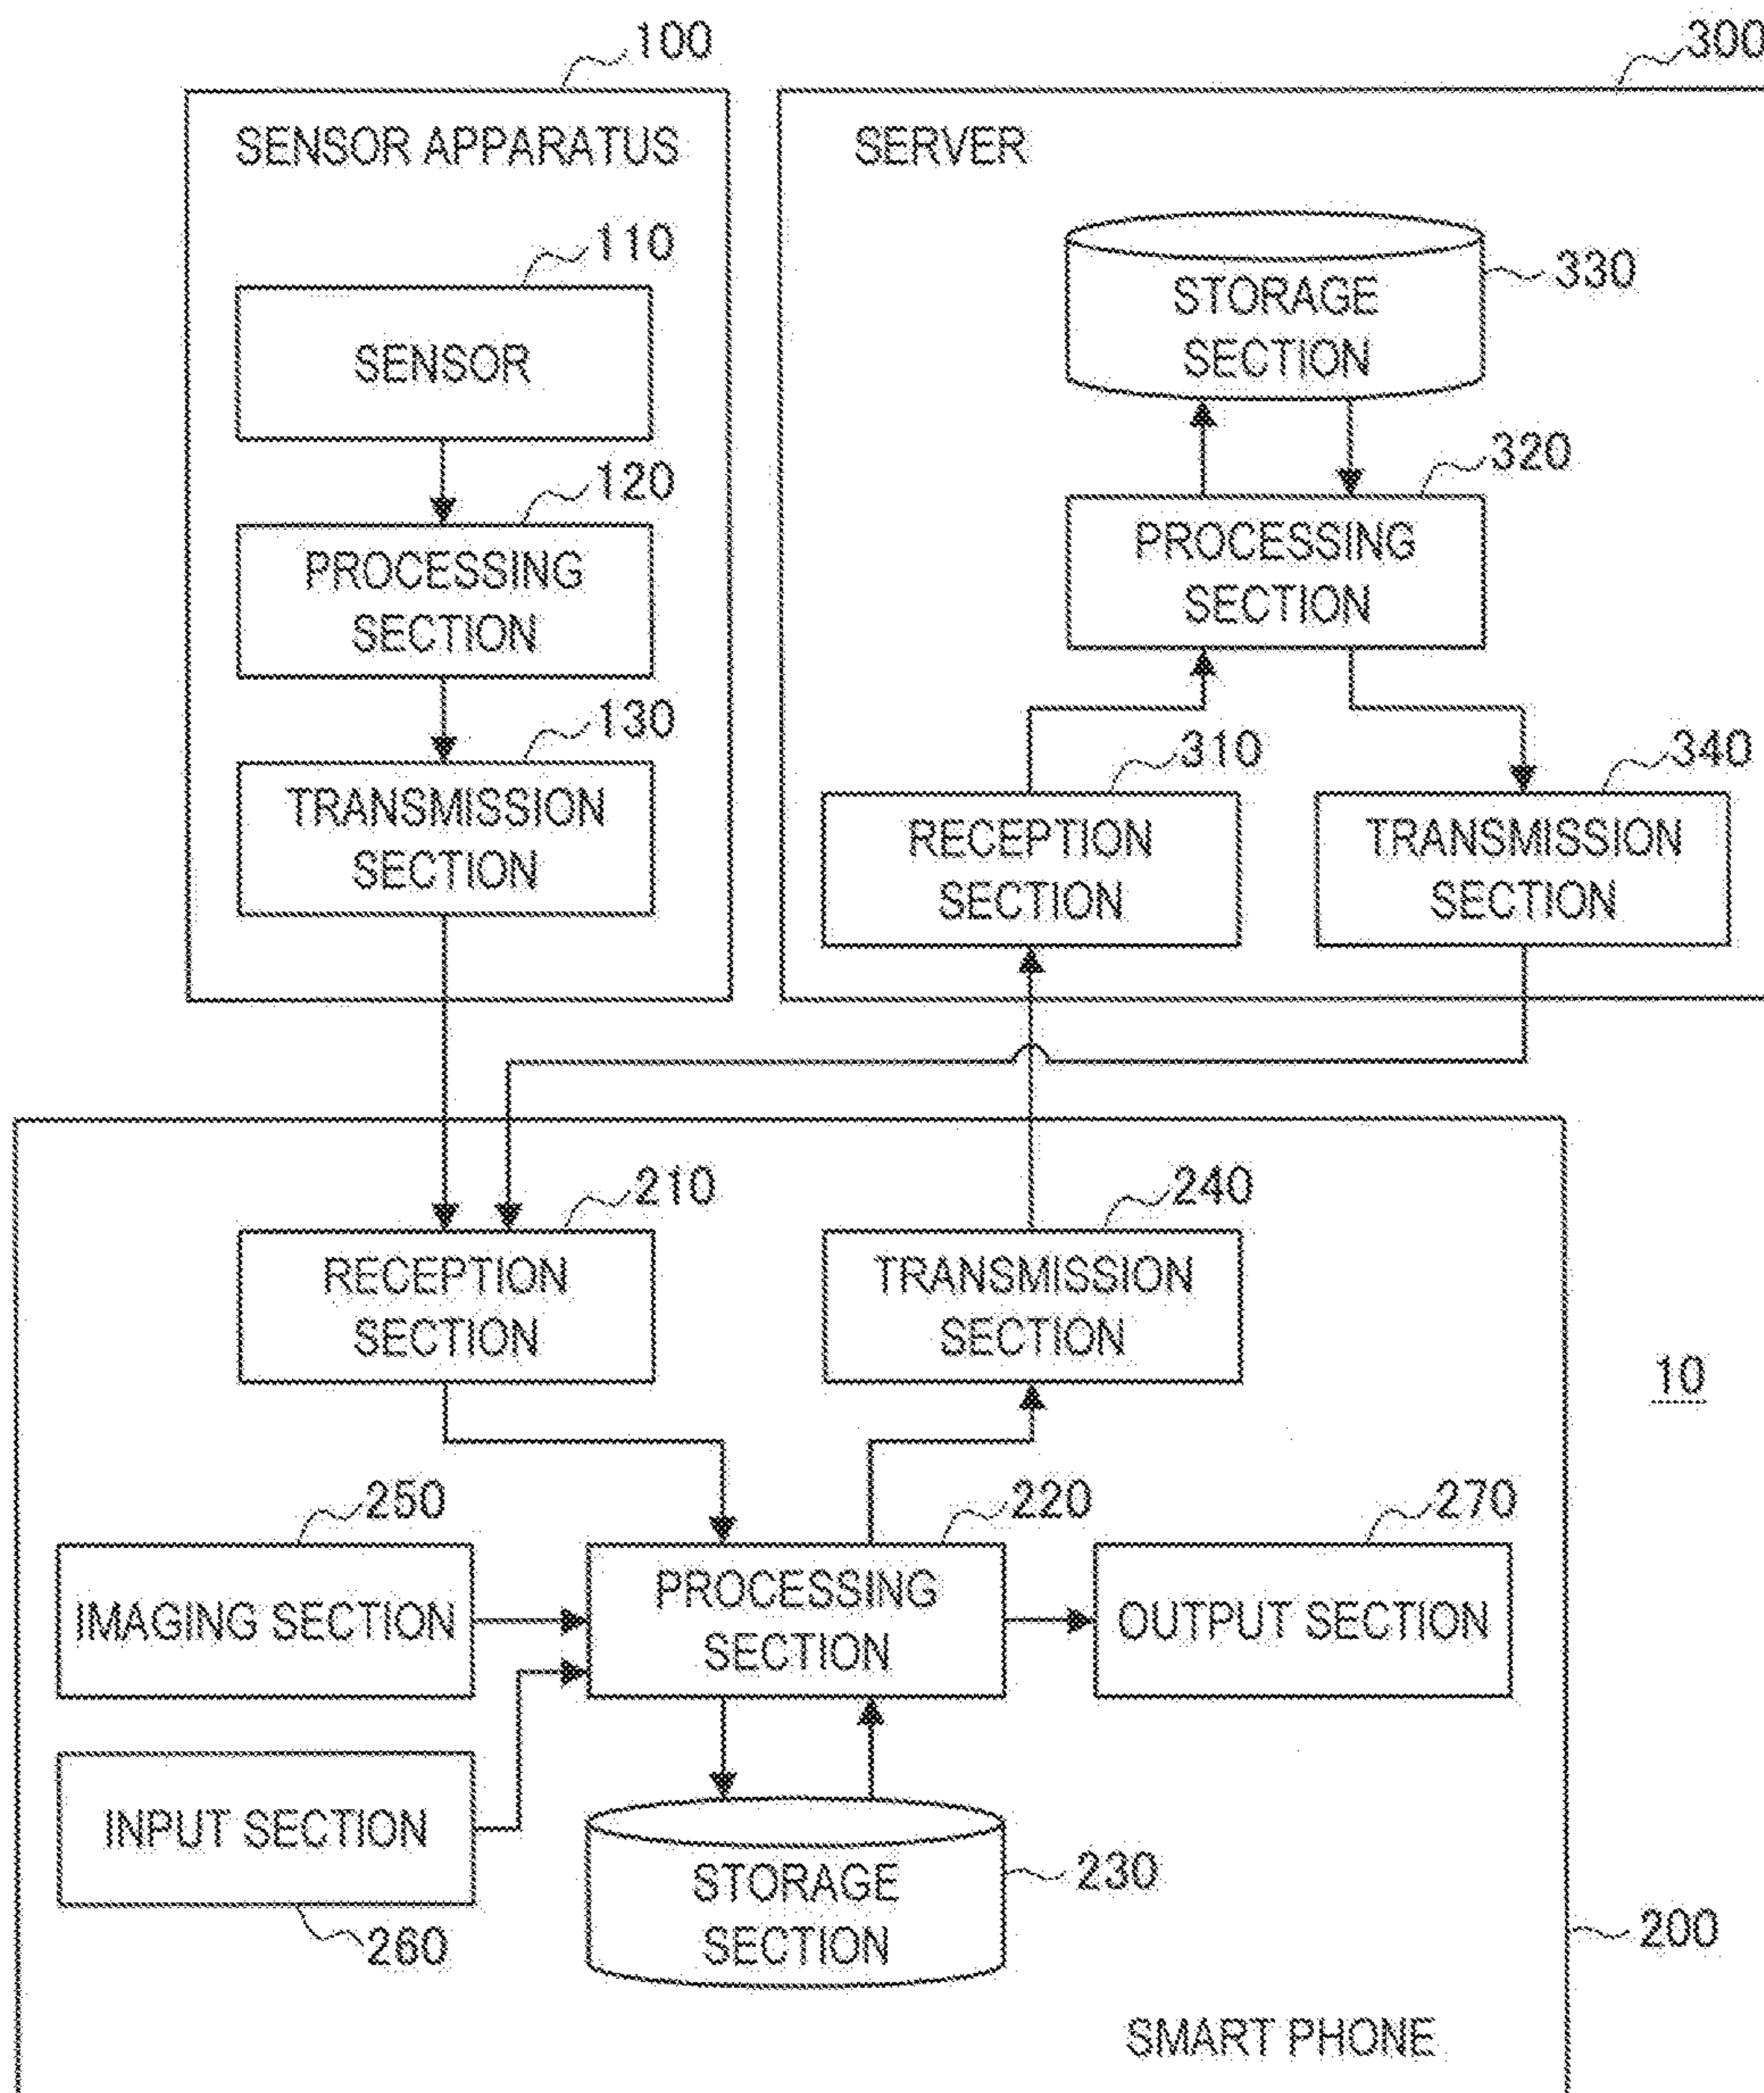 100
300
SENSOR APPARATUS
SERVER
110
SENSOR
330
STORAGE
SECTION
120
PROCESSING
SECTION
320
PROCESSING
SECTION
130
TRANSMISSION
SECTION
310
RECEPTION
SECTION
340
TRANSMISSION
SECTION
210
RECEPTION
SECTION
240
TRANSMISSION
SECTION
10
250
IMAGING SECTION
220
PROCESSING
SECTION
270
OUTPUT SECTION
INPUT SECTION
260
STORAGE
SECTION
230
200
SMART PHONE